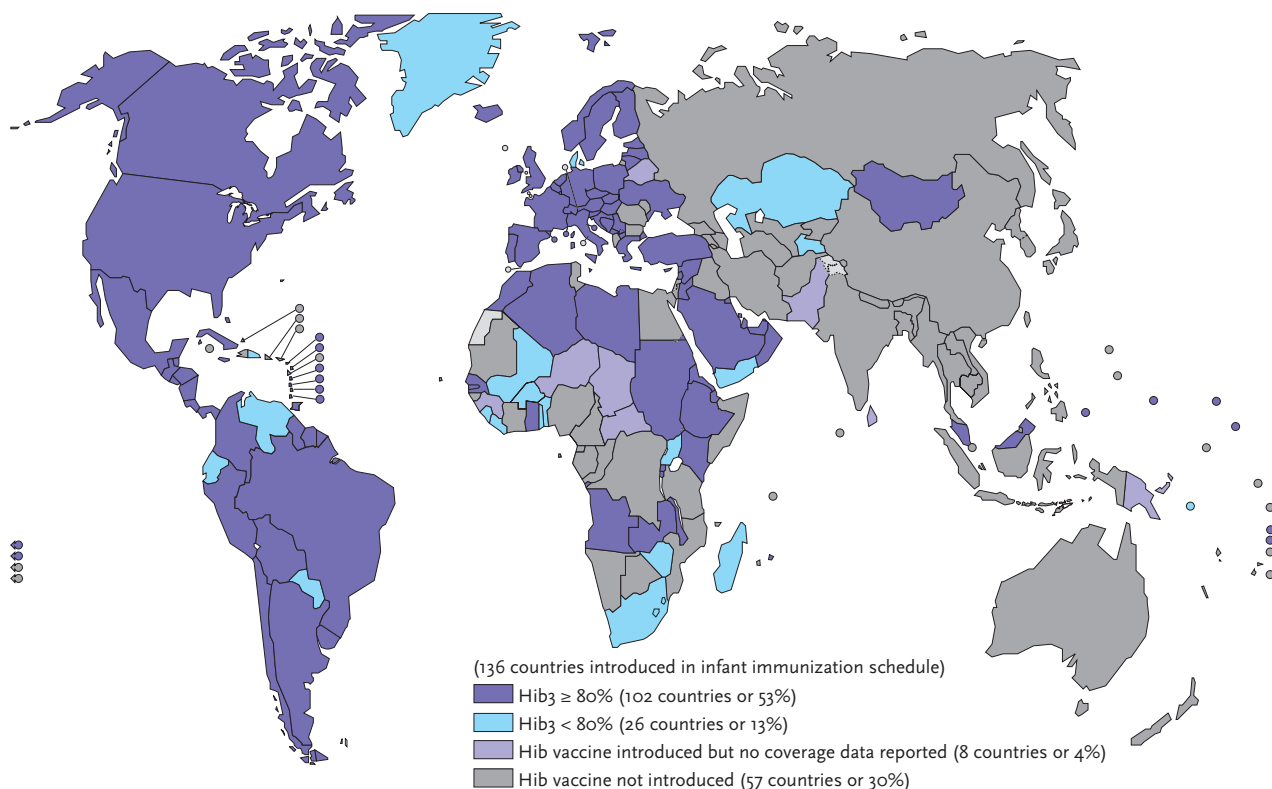 (136 countries introduced in infant immunization schedule)
Hib3 ≥ 80% (102 countries or 53%)
Hib3 < 80% (26 countries or 13%)
Hib vaccine introduced but no coverage data reported (8 countries or 4%)
Hib vaccine not introduced (57 countries or 30%)